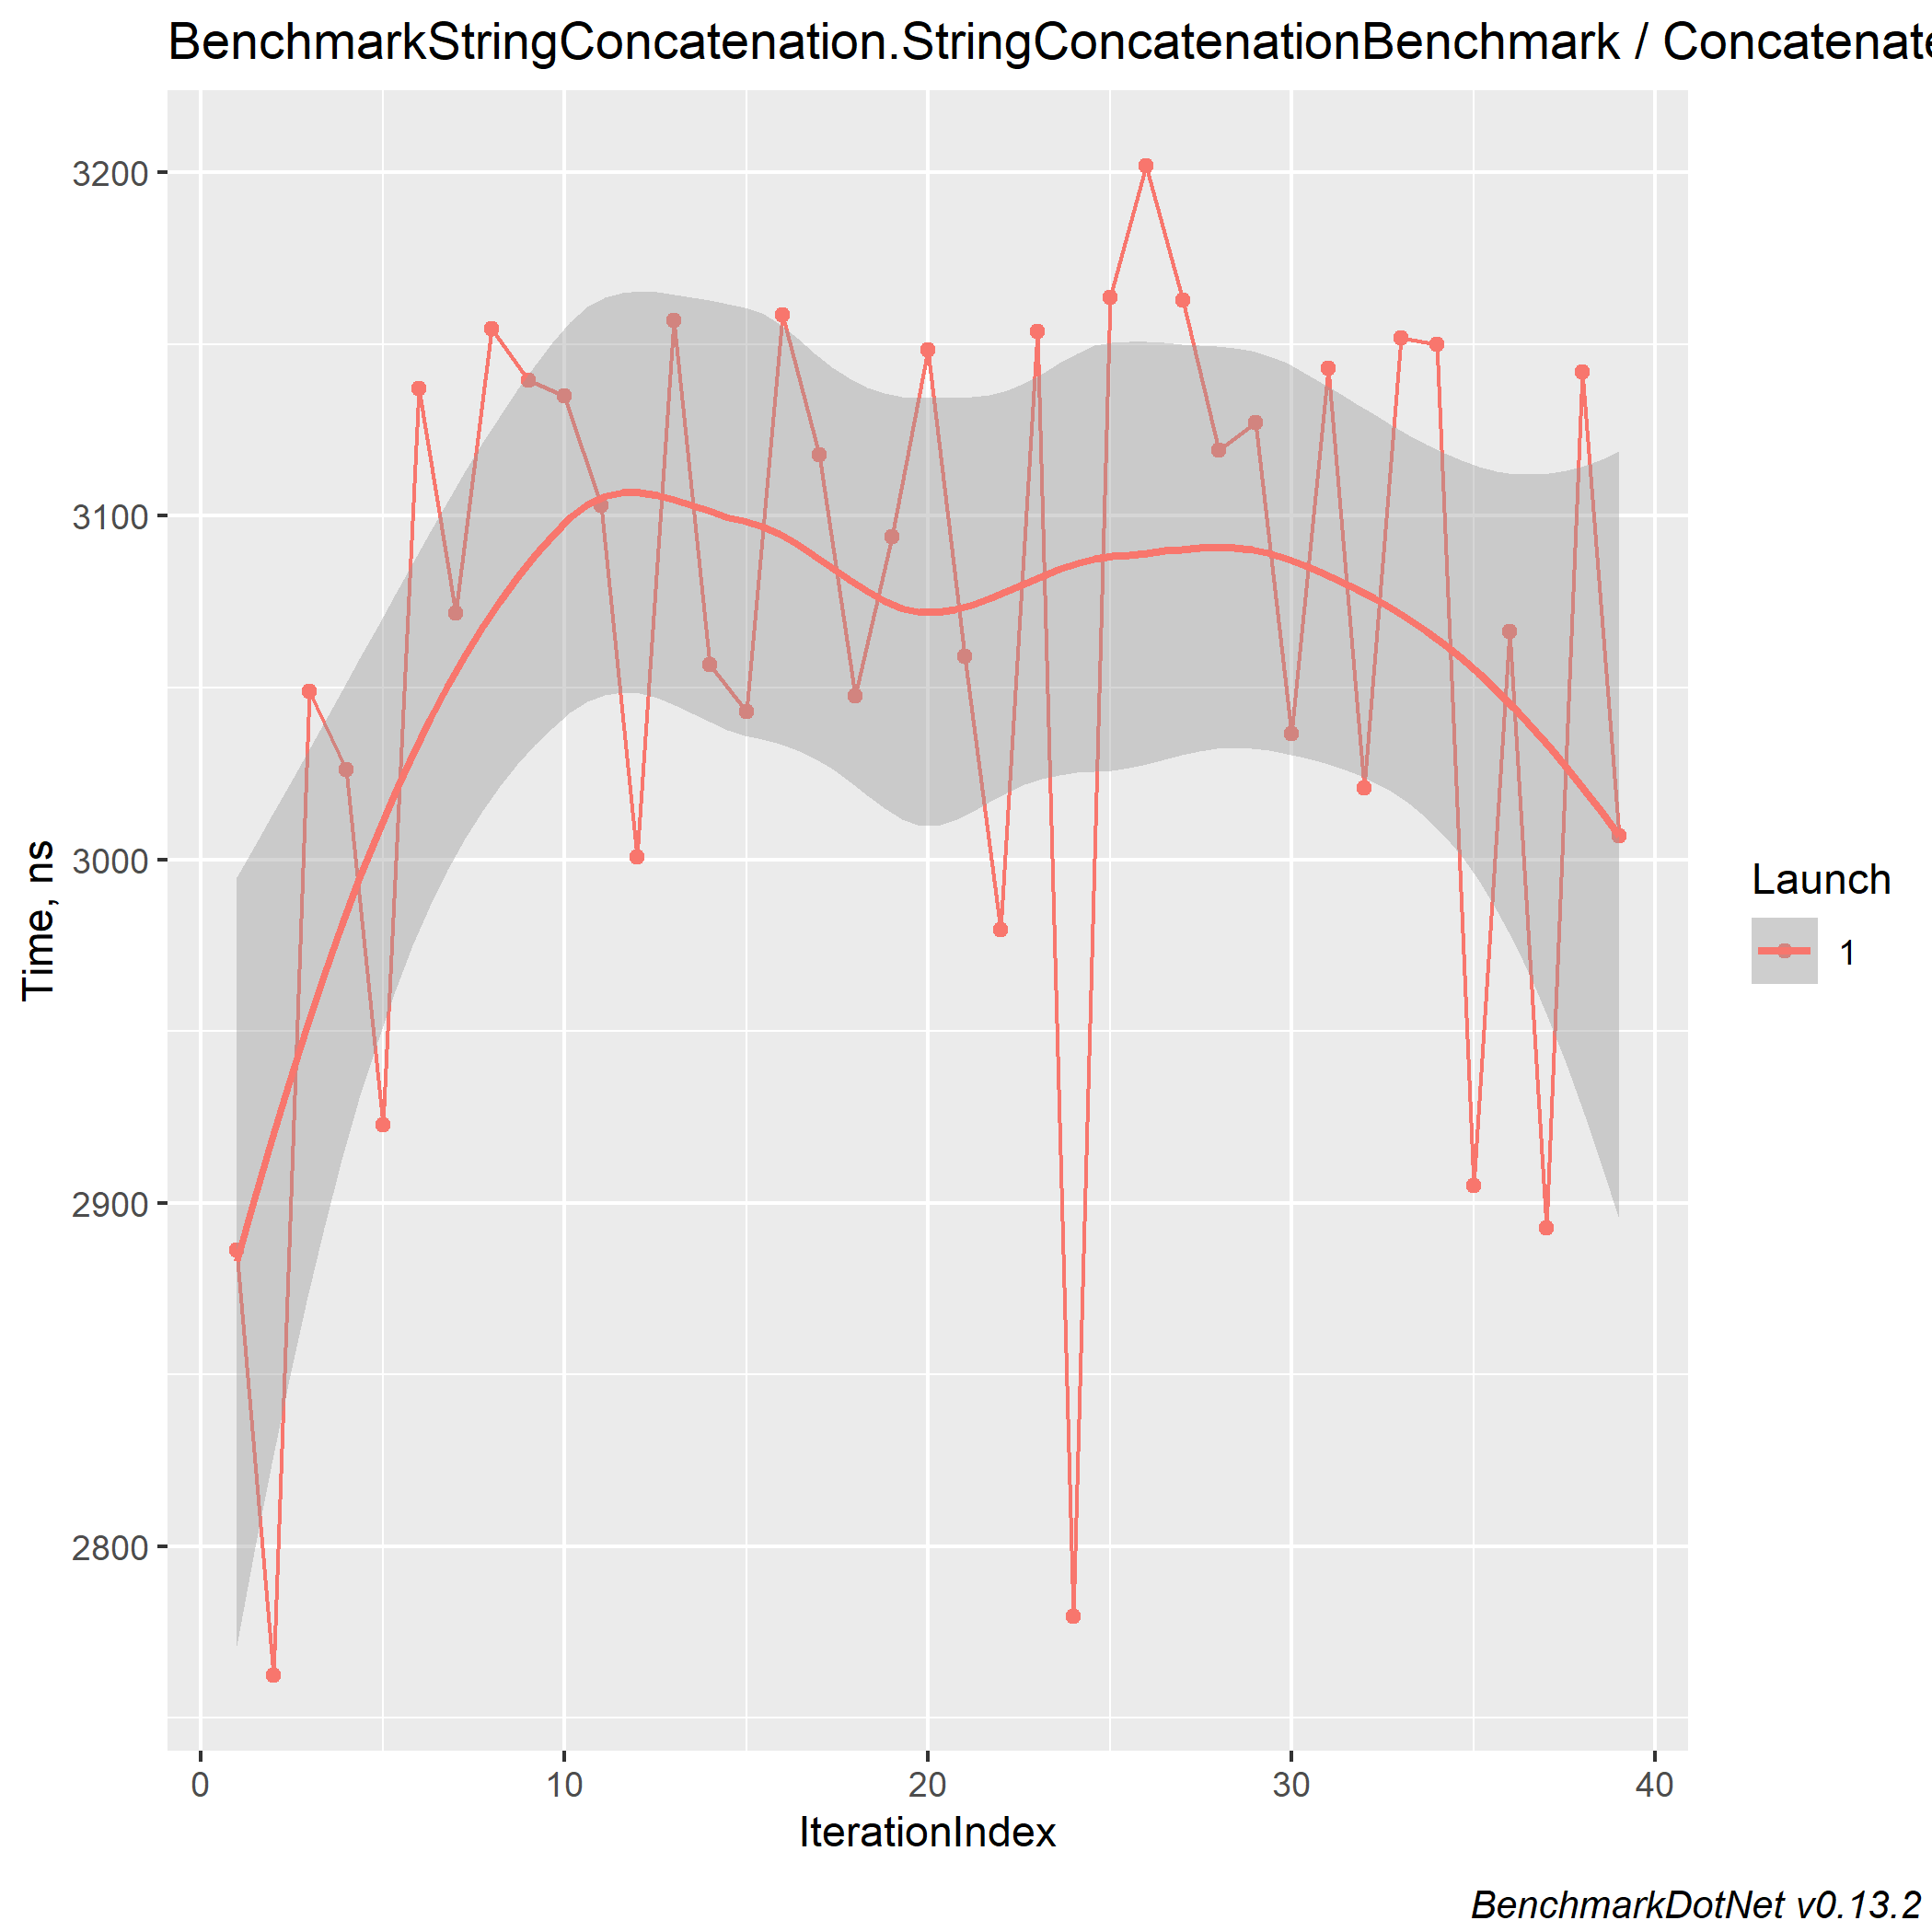 BenchmarkStringConcatenation.StringConcatenationBenchmark / Concatenate
3200
3100
3000
2900
2800
Time, ns
0 10 20 30 40
IterationIndex
Launch
1
BenchmarkDotNet v0.13.2